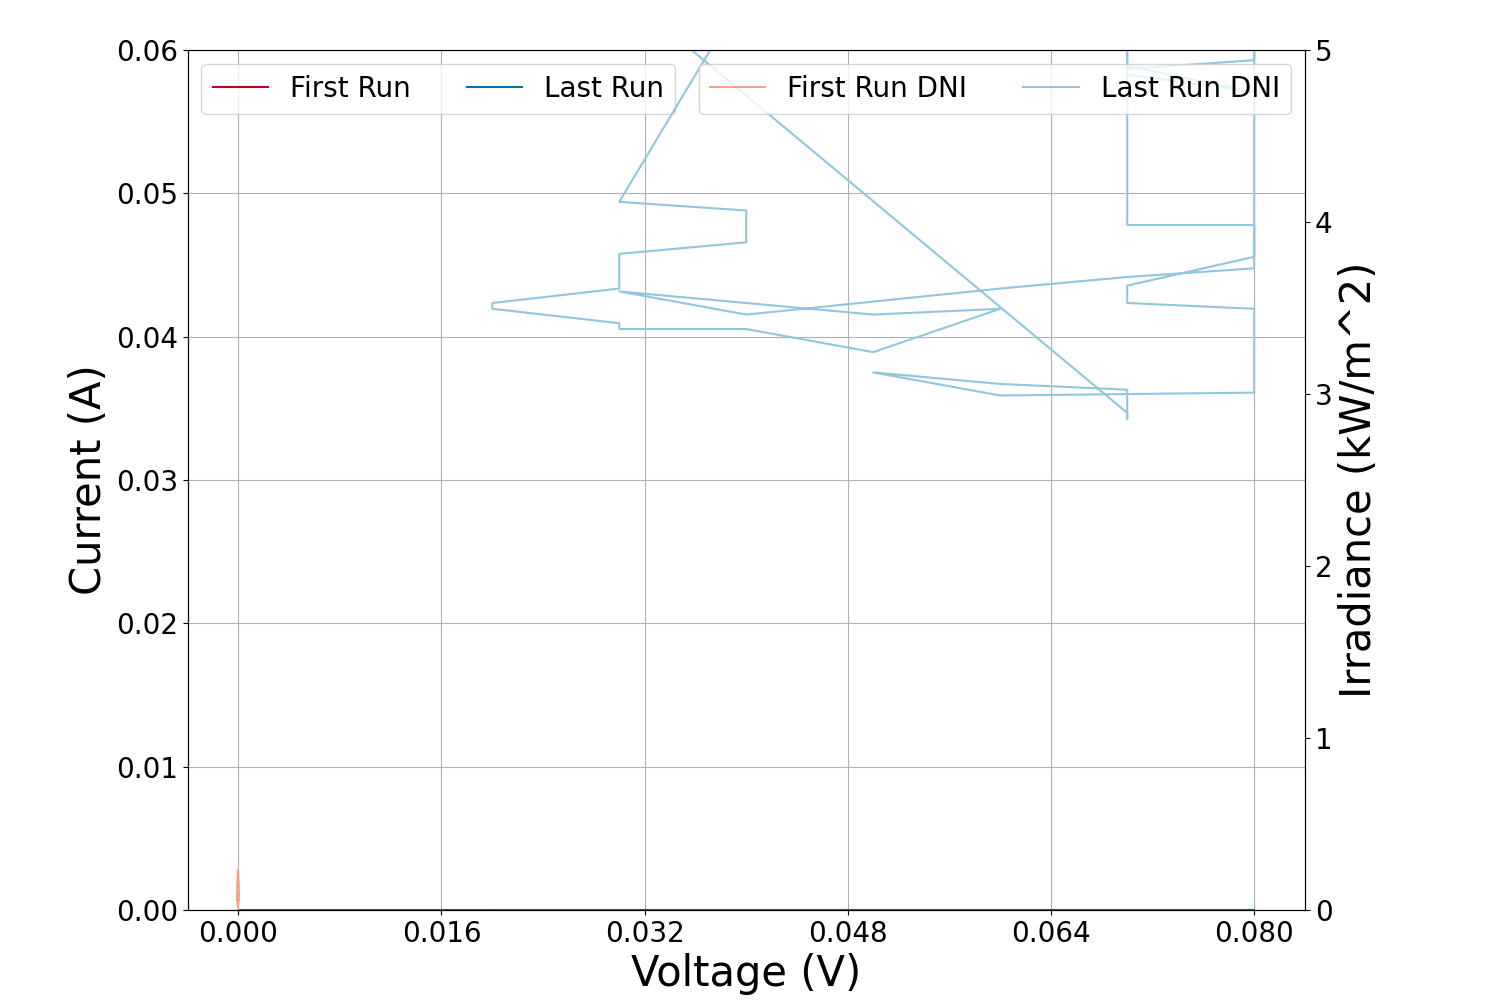 First Run
Last Run
First Run DNI
Last Run DNI
0.06
0.05
0.04
0.03
0.02
0.01
0.00
Current (A)
5
4
3
2
1
0
Irradiance (kW/m^2)
0.000
0.016
0.032
0.048
0.064
0.080
Voltage (V)